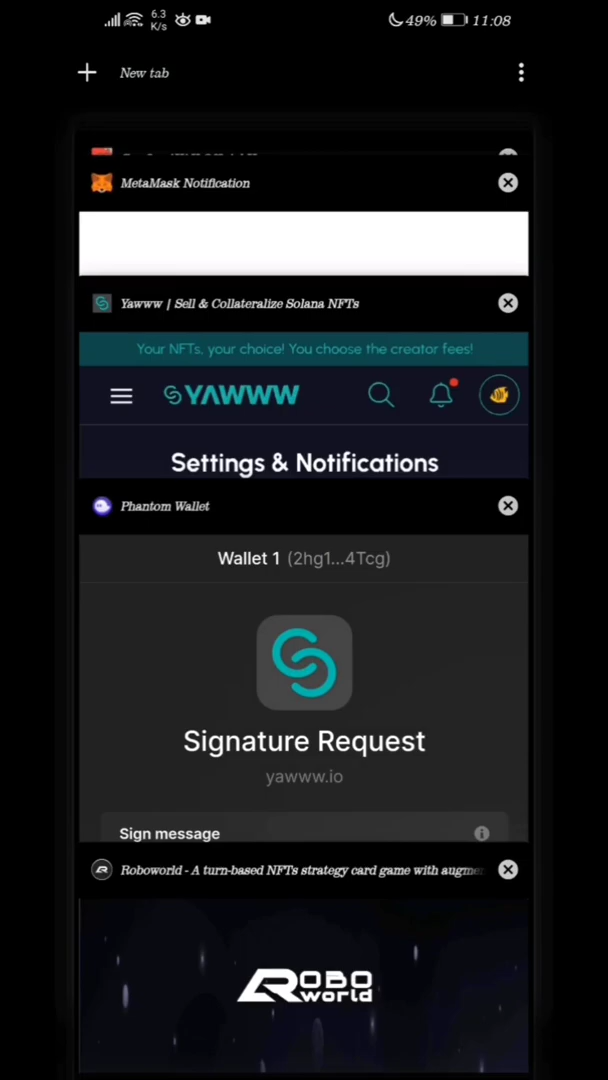 6.3
K/s
49%
11:08
New tab
MetaMask Notification
Yawww | Sell & Collateralize Solana NFTs
Your NFTs, your choice! You choose the creator fees!
YAWWW
Settings & Notifications
Phantom Wallet
Wallet 1 (2hg1...4Tcg)
Signature Request
yawww.io
Sign message
Roboworld - A turn-based NFTs strategy card game with augme
ROBO
world